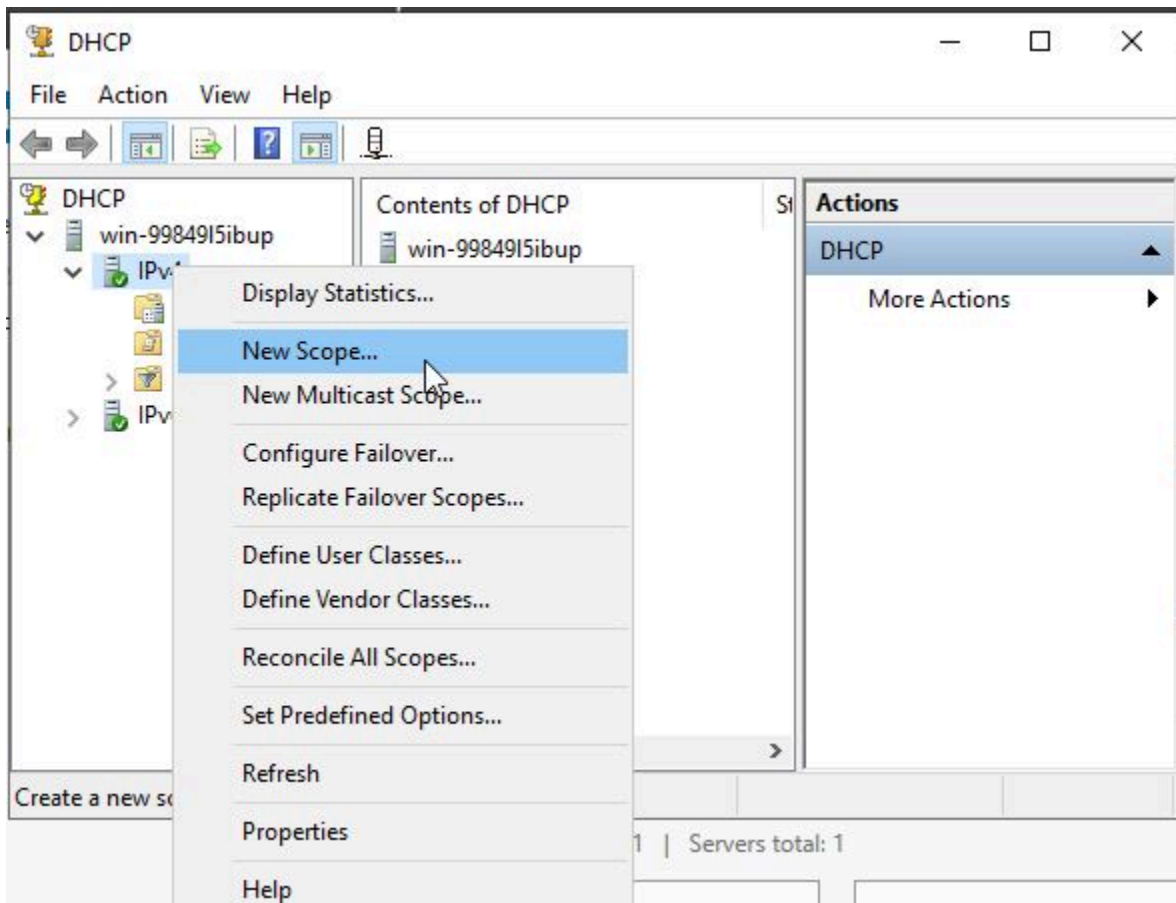 DHCP
File Action View Help
DHCP
win-99849l5ibup
IPv4
IPv
Contents of DHCP St
win-99849l5ibup
Actions
DHCP
More Actions
Display Statistics...
New Scope...
New Multicast Scope...
Configure Failover...
Replicate Failover Scopes...
Define User Classes...
Define Vendor Classes...
Reconcile All Scopes...
Set Predefined Options...
Refresh
Properties
Help
Create a new sc
1 | Servers total: 1